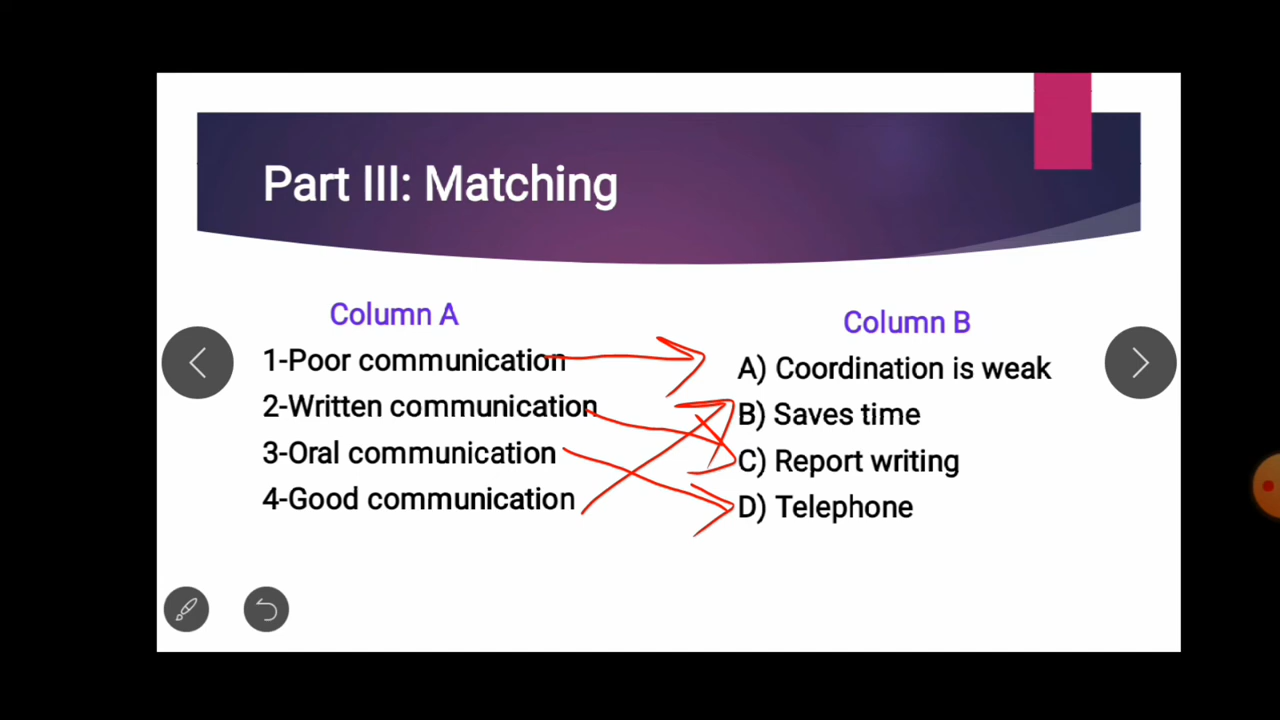 Part III: Matching
Column A
1-Poor communication
2-Written communication
3-Oral communication
4-Good communication
Column B
A) Coordination is weak
B) Saves time
C) Report writing
D) Telephone